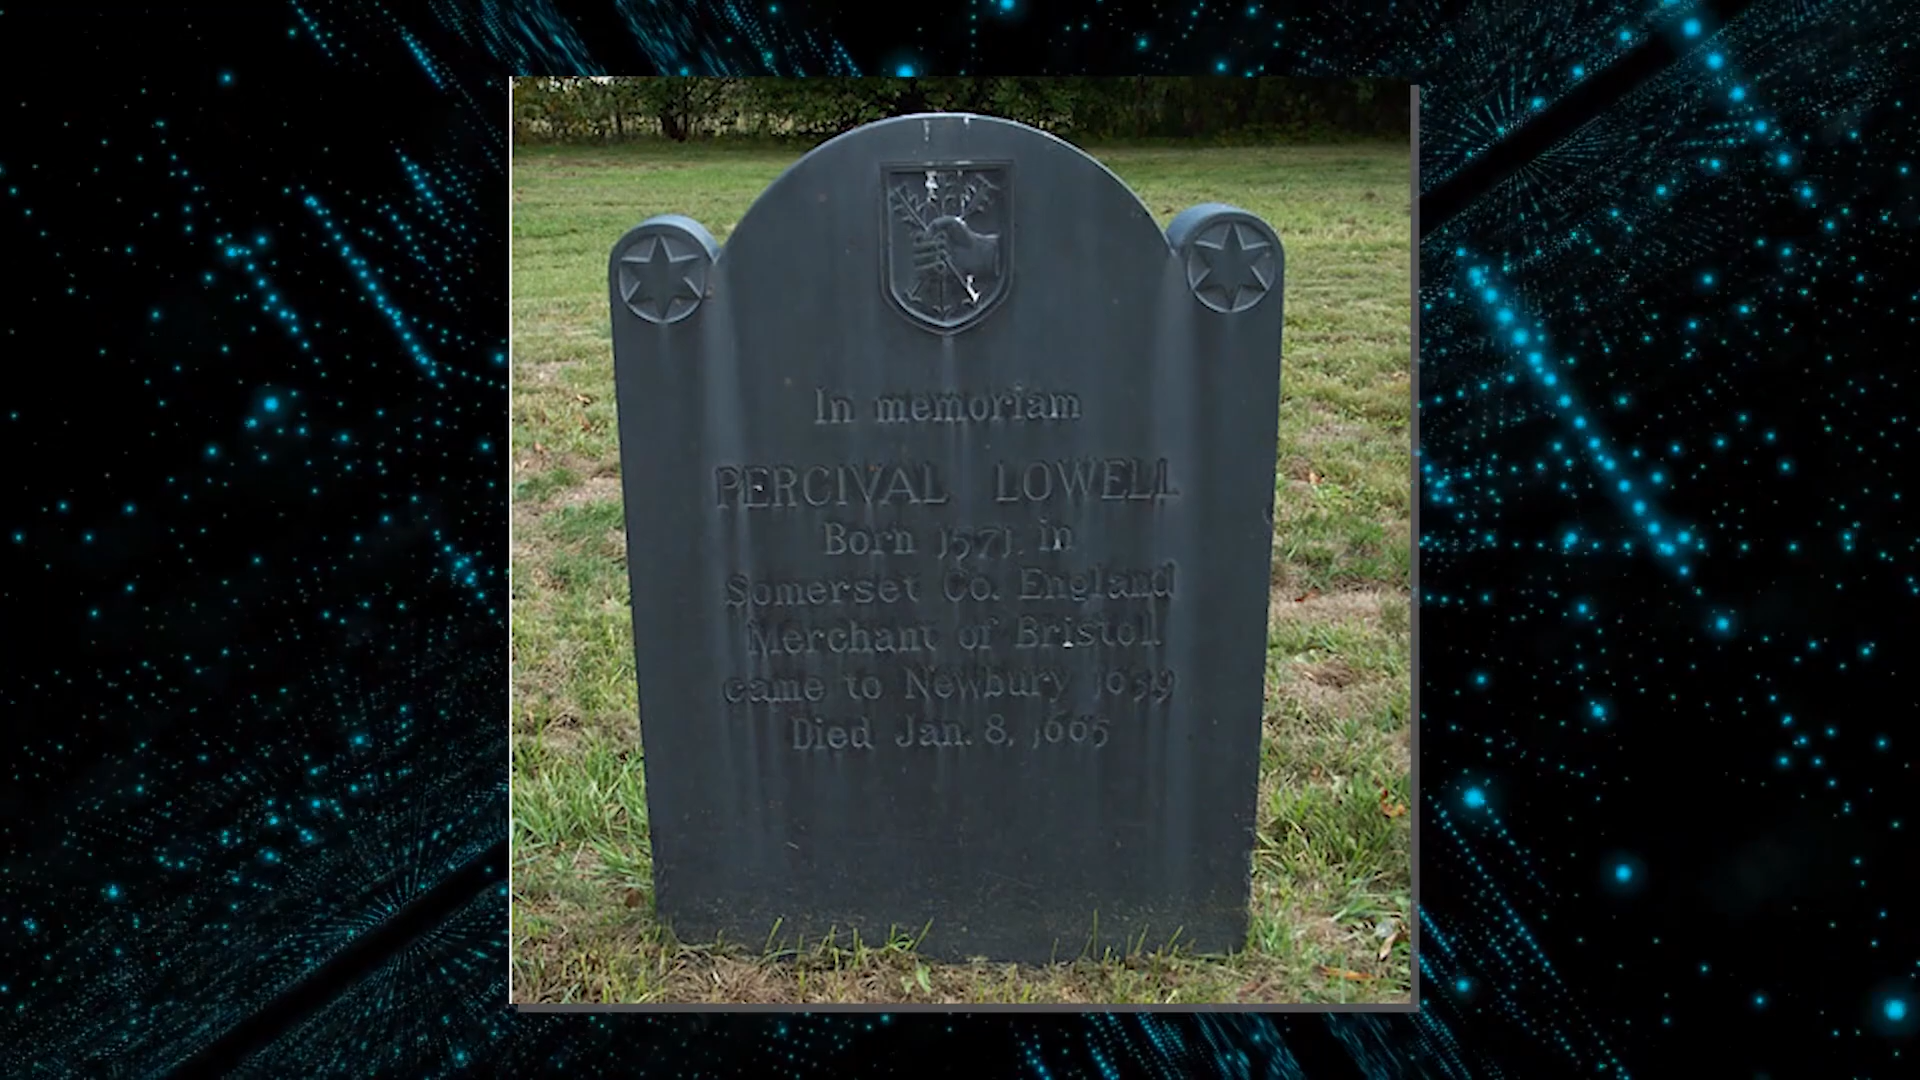 In memoriam
PERCIVAL LOWELL
Born 1571 in
Somerset Co. England
Merchant of Bristol
came to Newbury 1639
Died Jan. 8, 1665